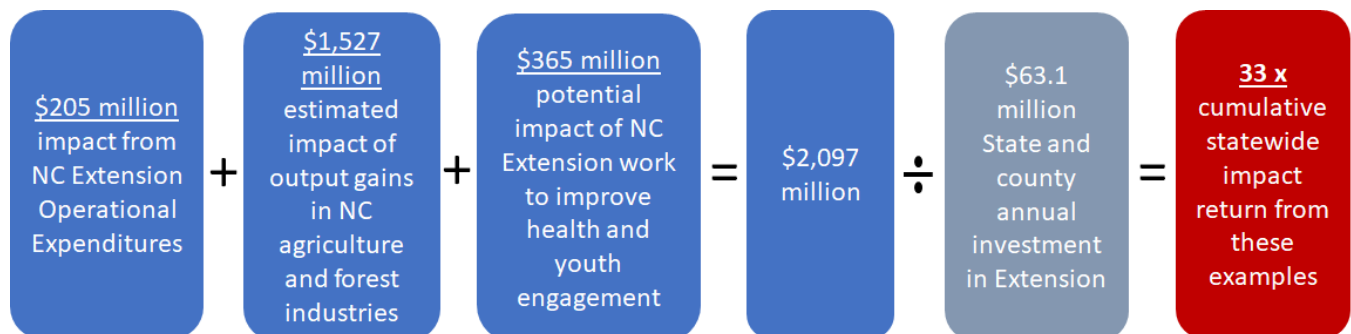 $205 million
impact from
NC Extension
Operational
Expenditures
+
$1,527
million
estimated
impact of
output gains
in NC
agriculture
and forest
industries
+
$365 million
potential
impact of NC
Extension work
to improve
health and
youth
engagement
=
$2,097
million
÷
$63.1
million
State and
county
annual
investment
in Extension
=
33 x
cumulative
statewide
impact
return from
these
examples